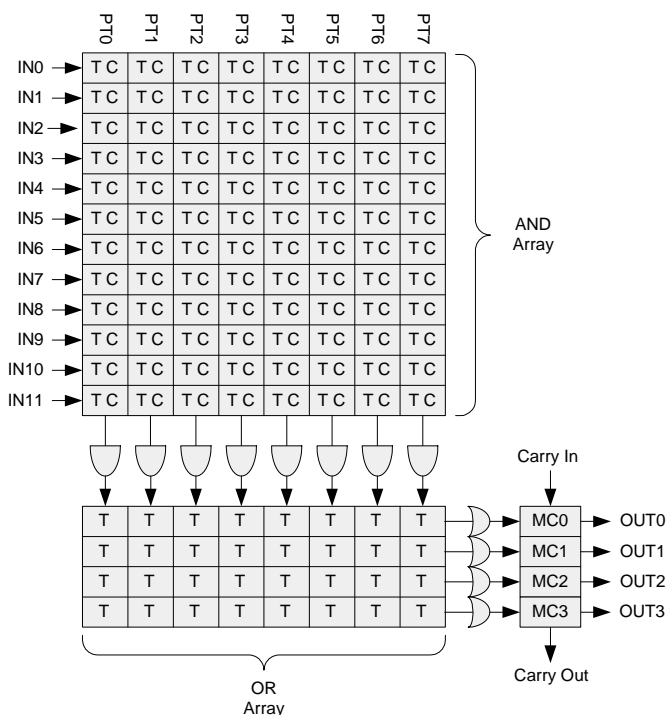 PT0 PT1 PT2 PT3 PT4 PT5 PT6 PT7
IN0 T C T C T C T C T C T C T C T C
IN1 T C T C T C T C T C T C T C T C
IN2 T C T C T C T C T C T C T C T C
IN3 T C T C T C T C T C T C T C T C
IN4 T C T C T C T C T C T C T C T C
IN5 T C T C T C T C T C T C T C T C
IN6 T C T C T C T C T C T C T C T C
IN7 T C T C T C T C T C T C T C T C
IN8 T C T C T C T C T C T C T C T C
IN9 T C T C T C T C T C T C T C T C
IN10 T C T C T C T C T C T C T C T C
IN11 T C T C T C T C T C T C T C T C
AND
Array
Carry In
T T T T T T T T MC0 OUT0
T T T T T T T T MC1 OUT1
T T T T T T T T MC2 OUT2
T T T T T T T T MC3 OUT3
Carry Out
OR
Array